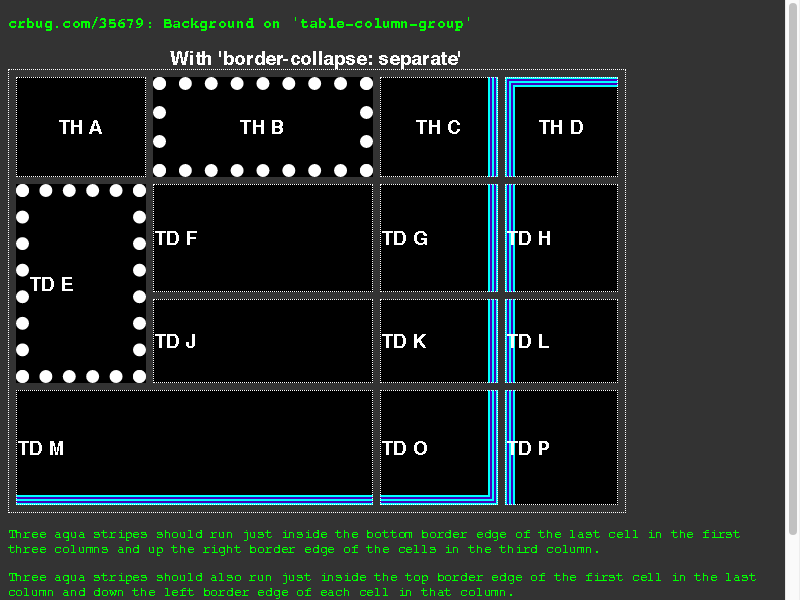 crbug.com/35679: Background on 'table-column-group'
With 'border-collapse: separate'
TH A TH B TH C TH D
TD E TD F TD G TD H
TD J TD K TD L
TD M TD O TD P
Three aqua stripes should run just inside the bottom border edge of the last cell in the first
three columns and up the right border edge of the cells in the third column.
Three aqua stripes should also run just inside the top border edge of the first cell in the last
column and down the left border edge of each cell in that column.